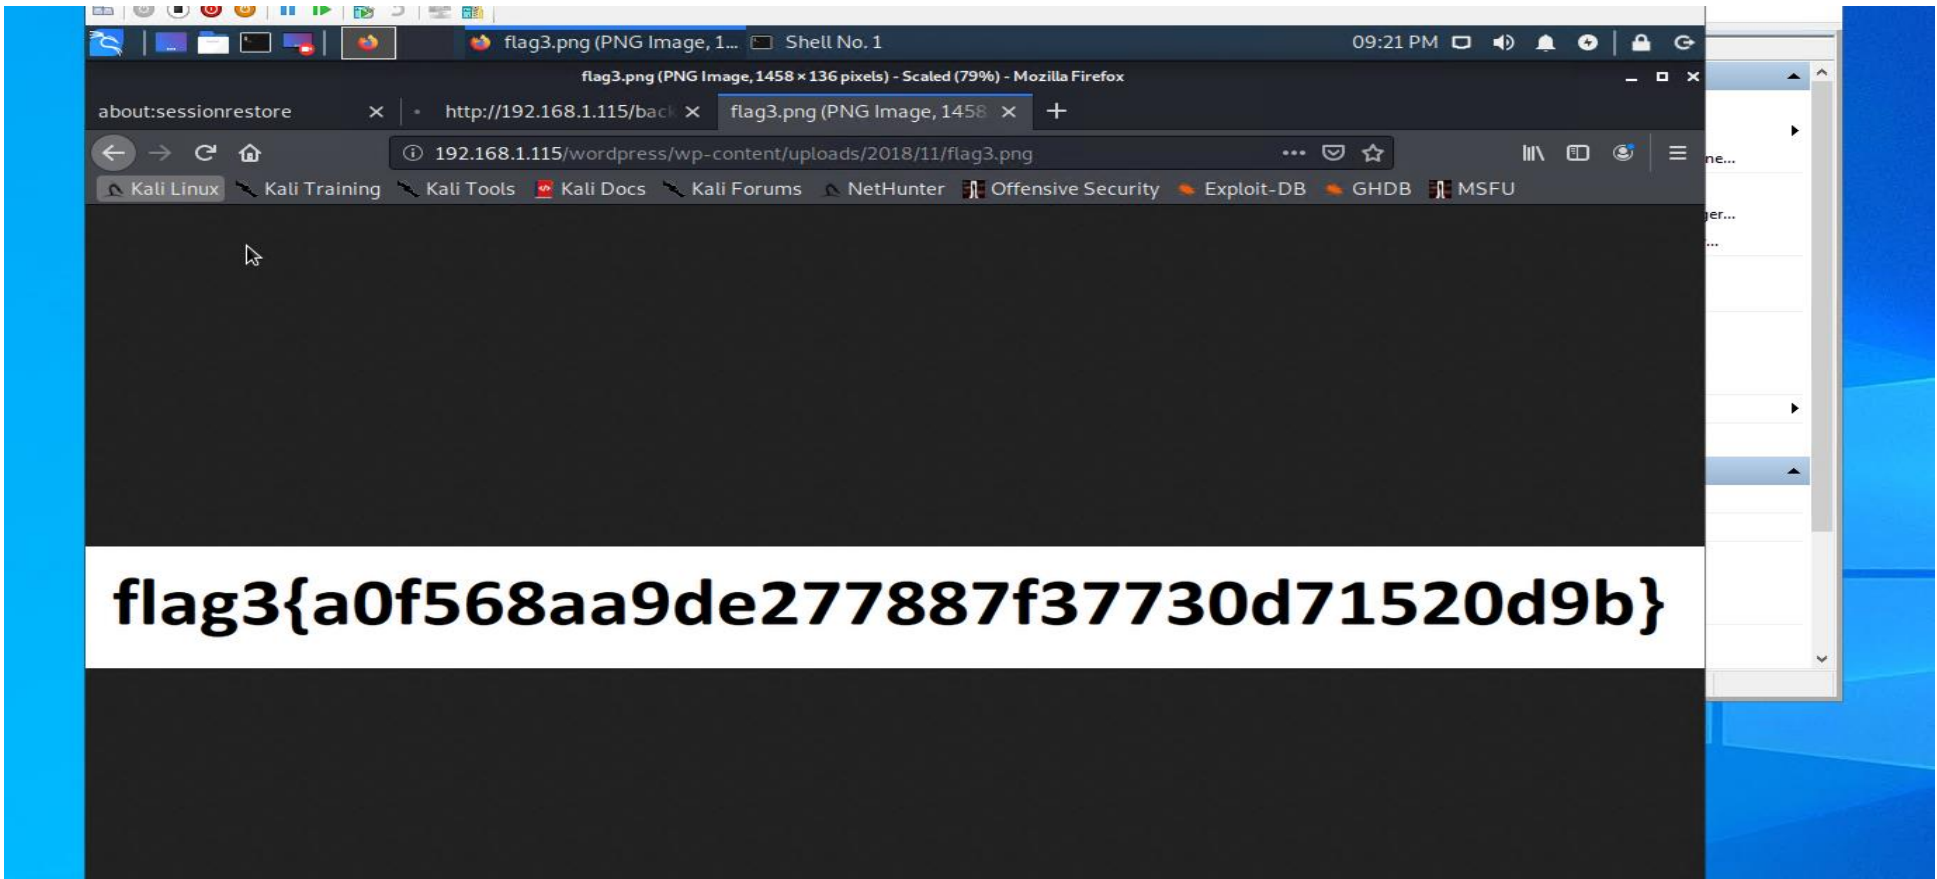 flag3.png (PNG Image, 1... Shell No. 1 09:21 PM
flag3.png (PNG Image, 1458 × 136 pixels) - Scaled (79%) - Mozilla Firefox
about:sessionrestore http://192.168.1.115/back flag3.png (PNG Image, 1458
192.168.1.115/wordpress/wp-content/uploads/2018/11/flag3.png
ne...
Kali Linux Kali Training Kali Tools Kali Docs Kali Forums NetHunter Offensive Security Exploit-DB GHDB MSFU
ger...
...
flag3{a0f568aa9de277887f37730d71520d9b}